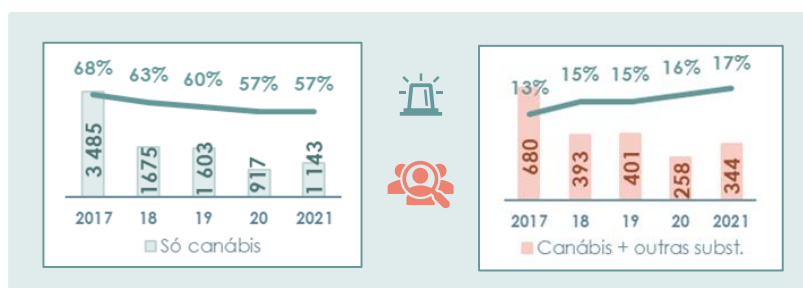 68% 63% 60% 57% 57%
3 485 1675 1 603 917 1 143
2017 18 19 20 2021
Só canábis
13% 15% 15% 16% 17%
680 393 401 258 344
2017 18 19 20 2021
Canábis + outras subst.